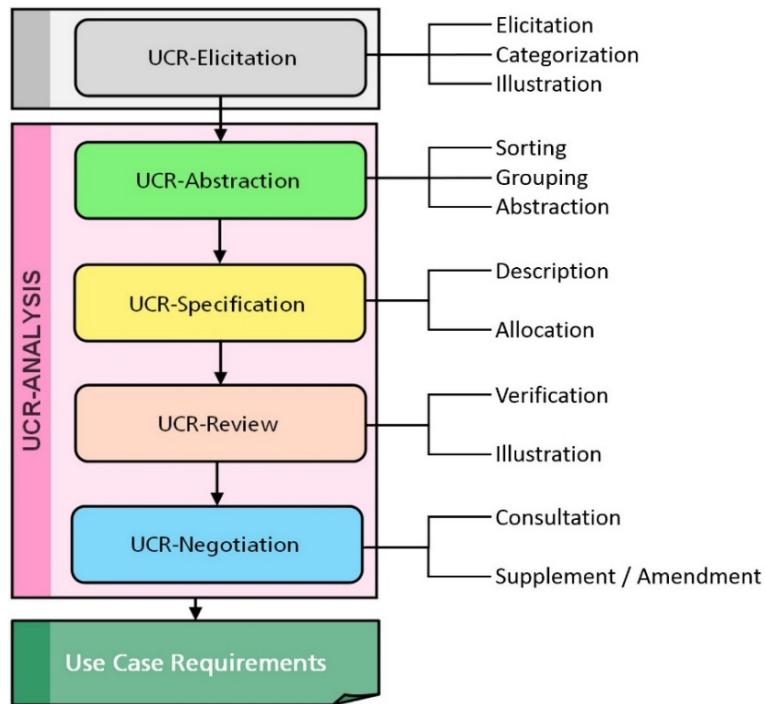 UCR-Elicitation
Elicitation
Categorization
Illustration
UCR-ANALYSIS
UCR-Abstraction
Sorting
Grouping
Abstraction
UCR-Specification
Description
Allocation
UCR-Review
Verification
Illustration
UCR-Negotiation
Consultation
Supplement / Amendment
Use Case Requirements